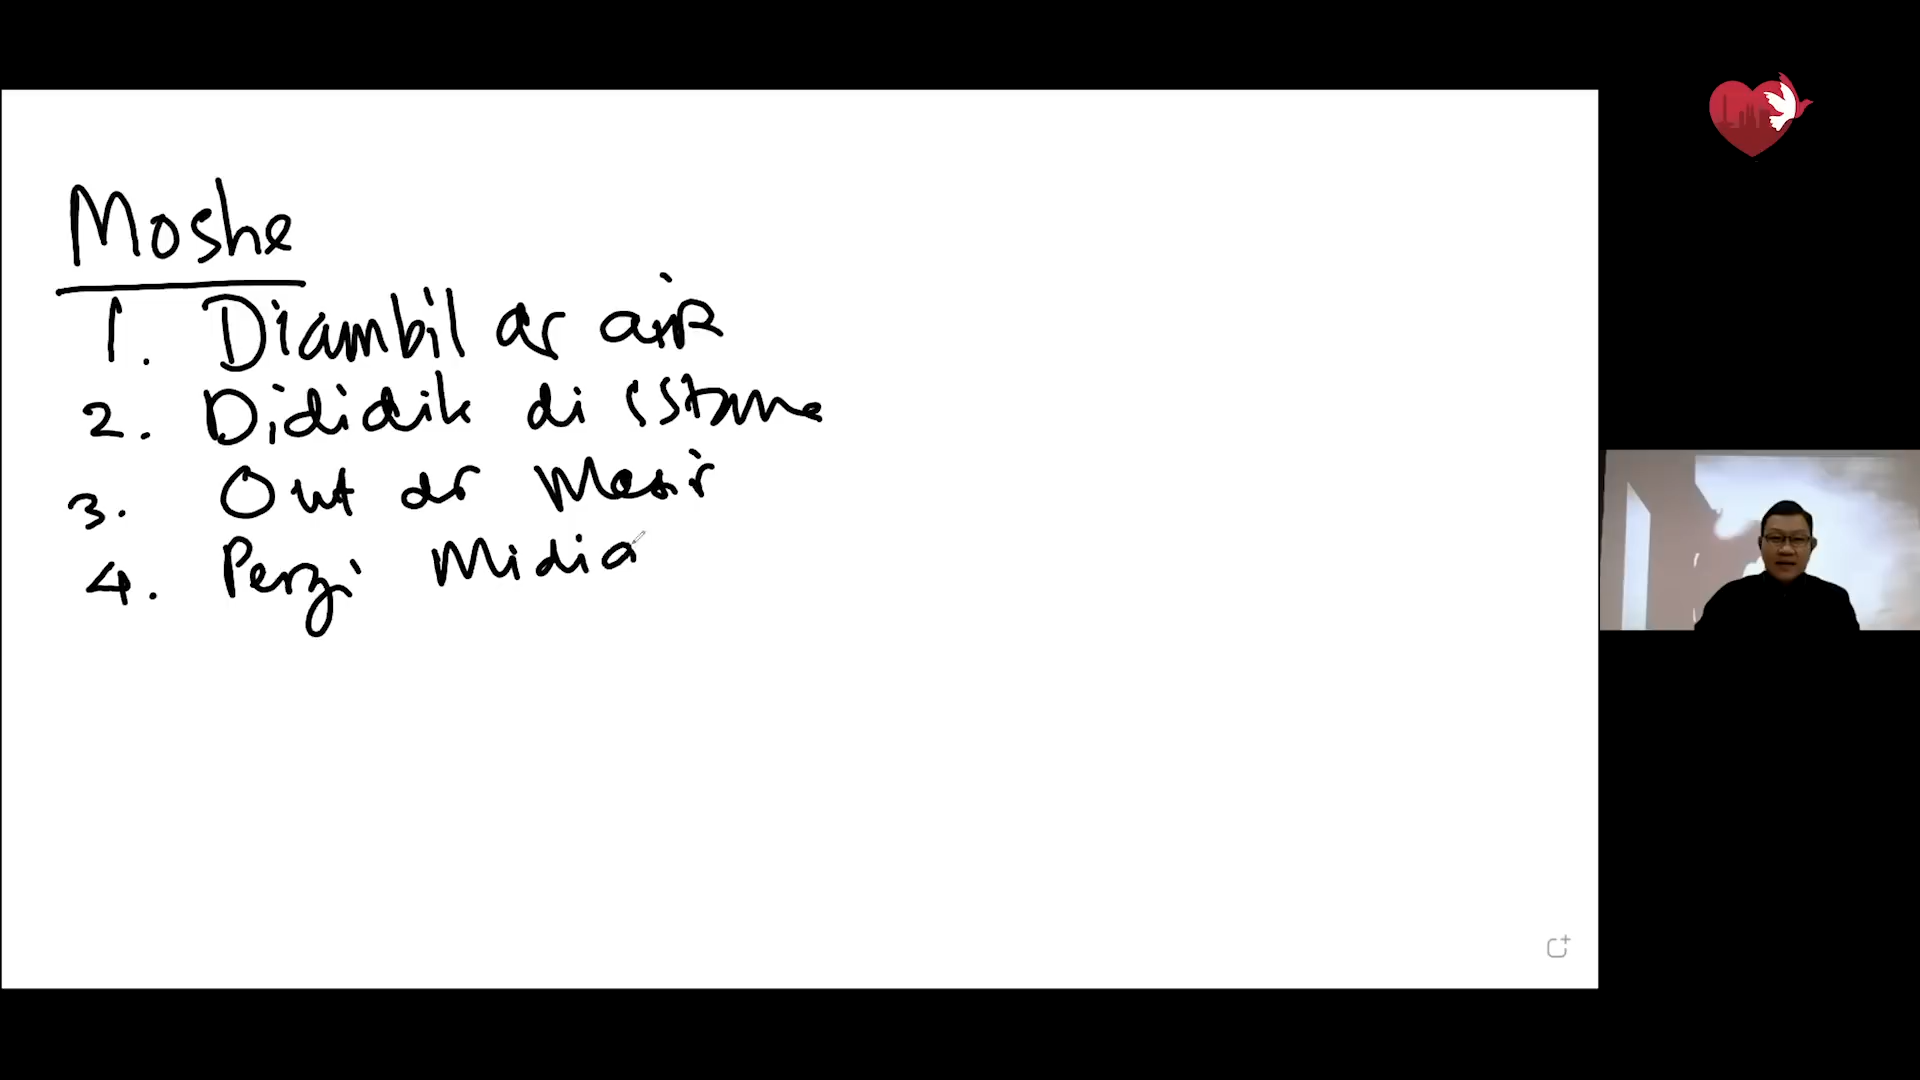 Moshe
1. Diambil dr air
2. Dididik di istana
3. Out dr Mesir
4. Pergi Midia